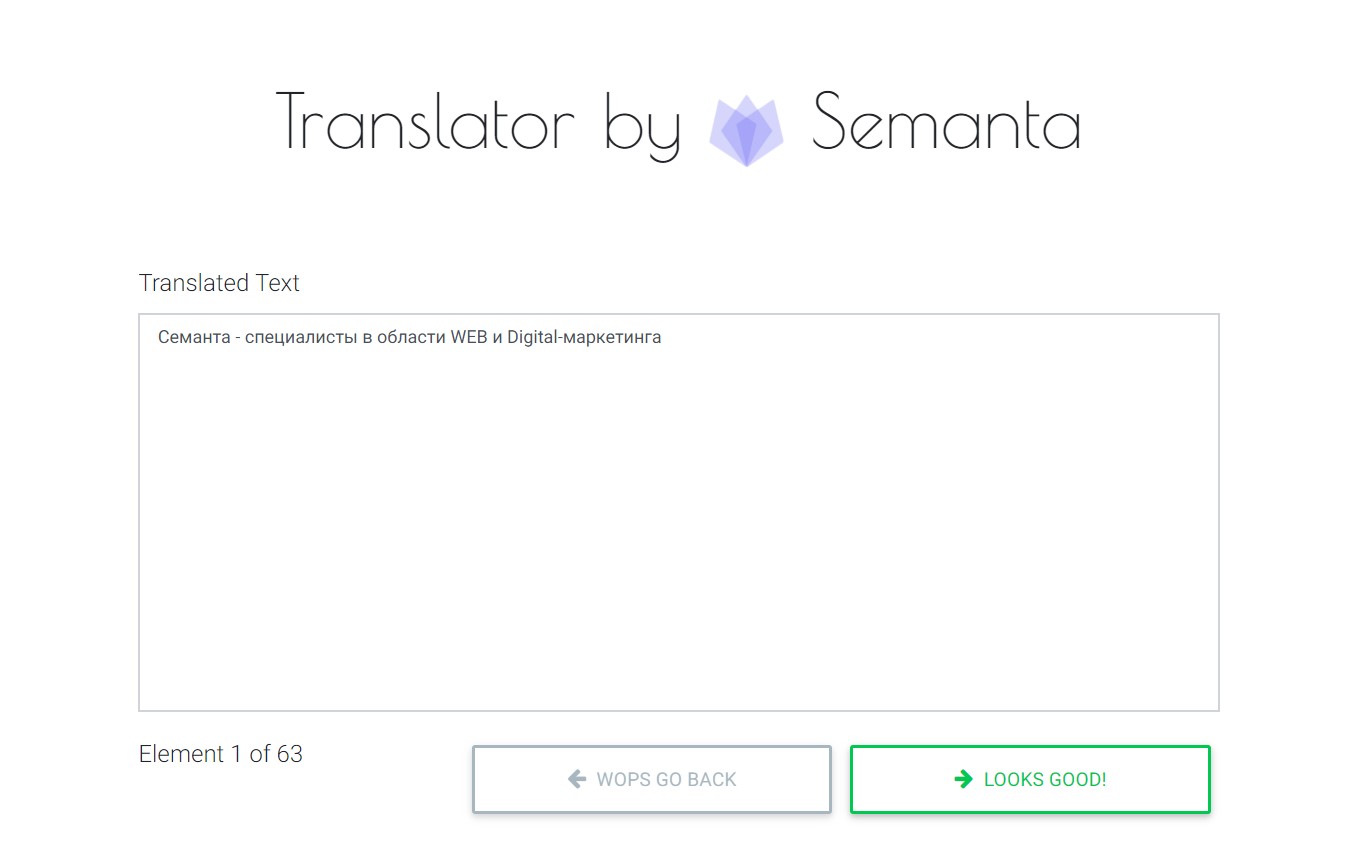 Translator by Semanta
Translated Text
Семанта - специалисты в области WEB и Digital-маркетинга
Element 1 of 63
WOPS GO BACK
LOOKS GOOD!